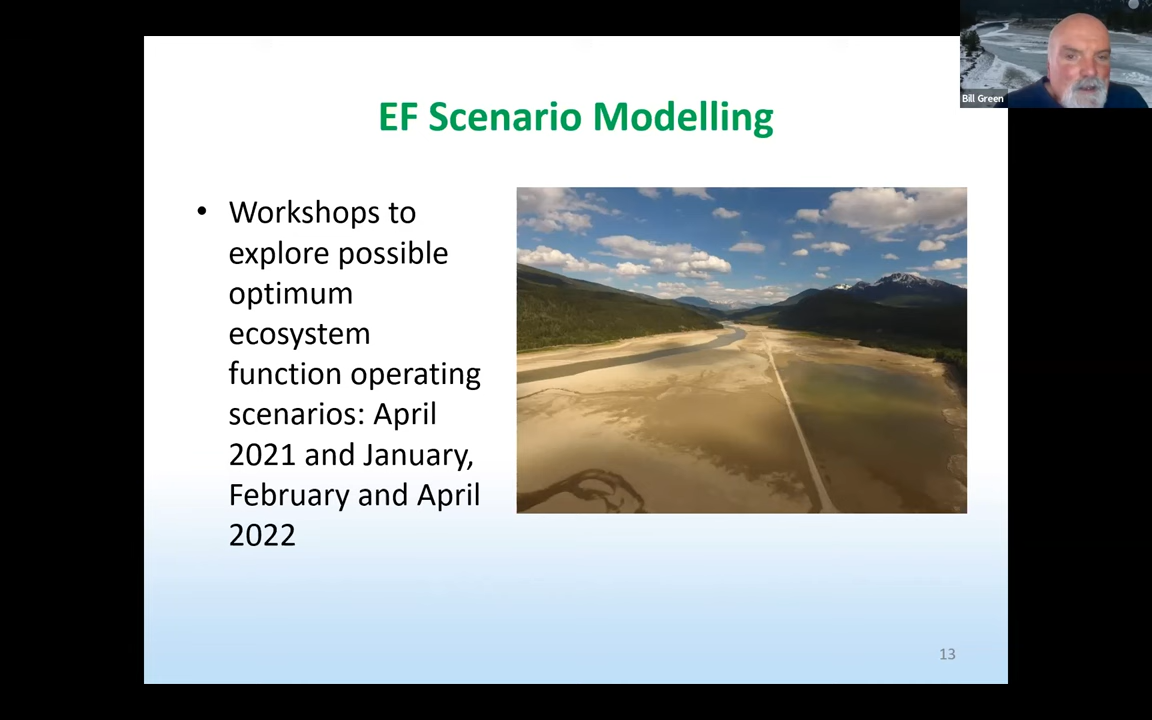 Bill Green
EF Scenario Modelling
• Workshops to
explore possible
optimum
ecosystem
function operating
scenarios: April
2021 and January,
February and April
2022
13